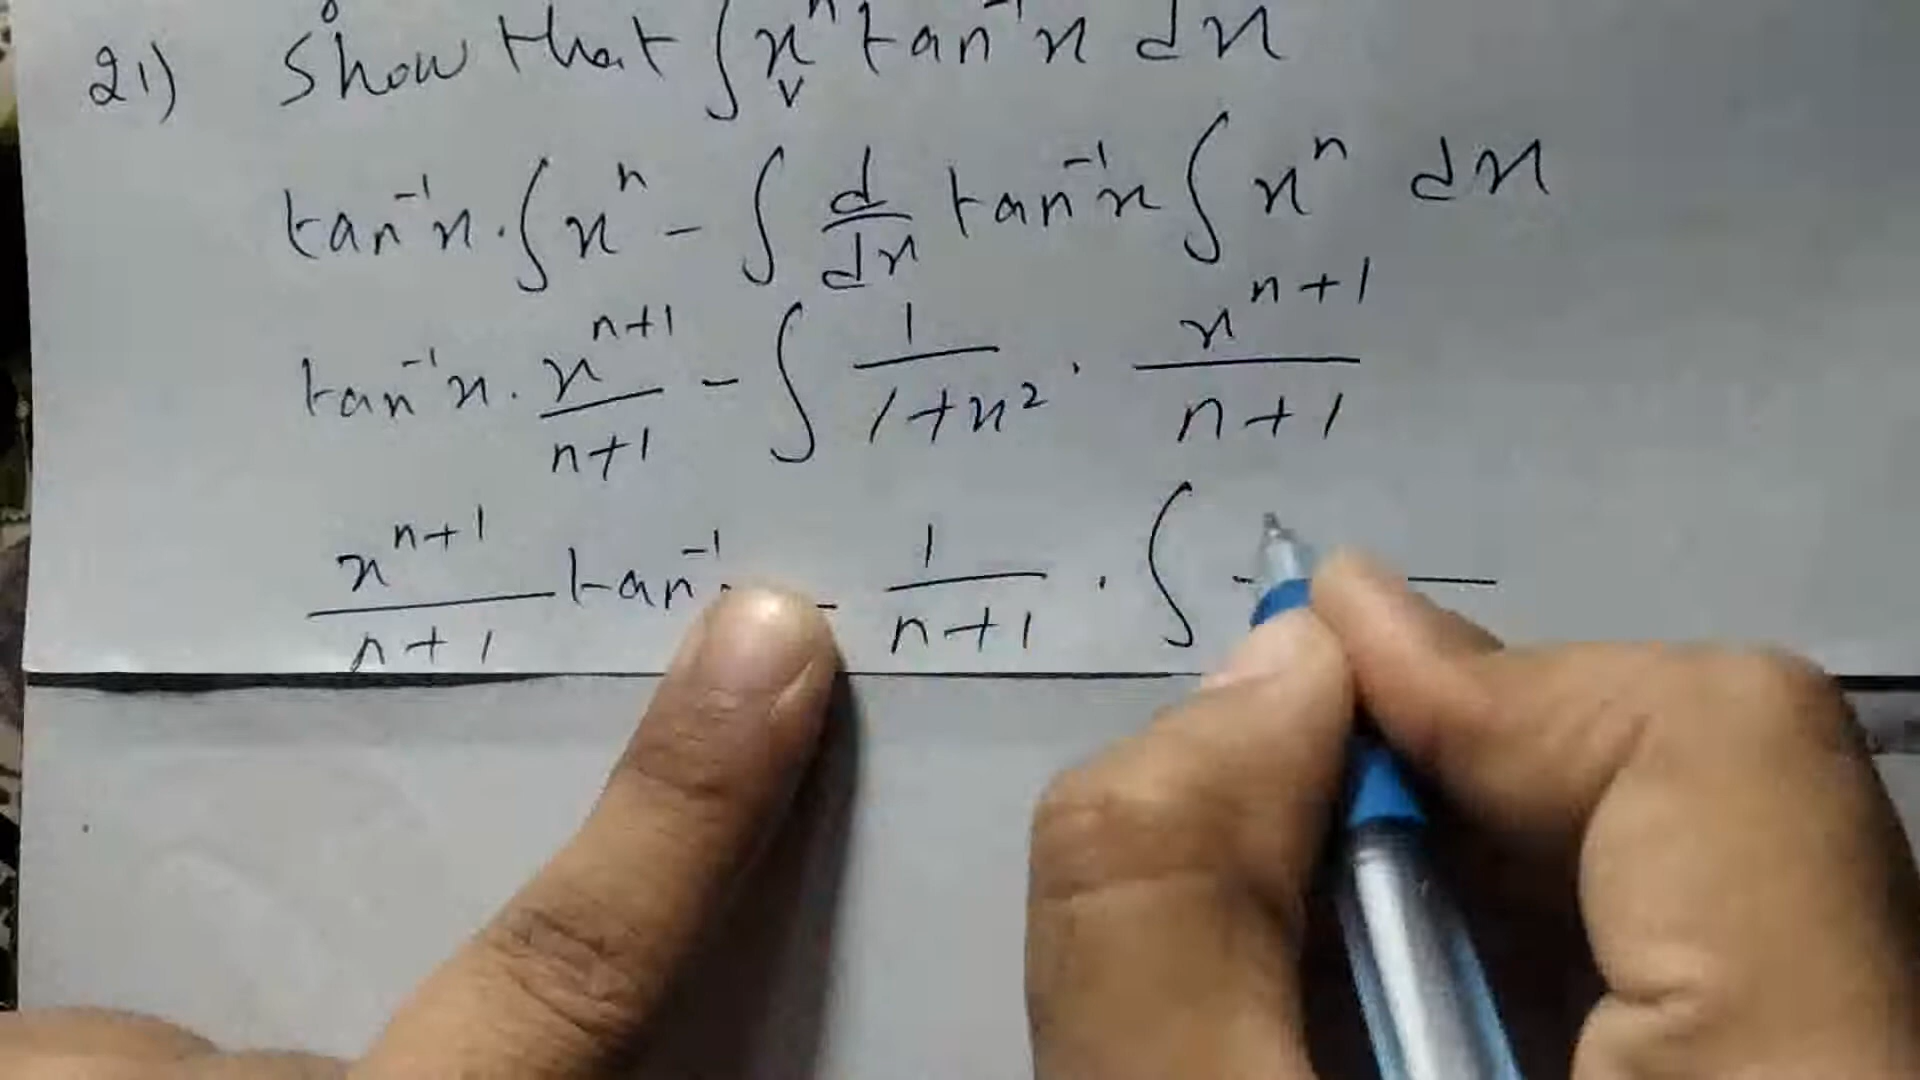 21) Show that ∫xⁿ tan⁻¹x dx
v
tan⁻¹x . ∫xⁿ - ∫ d/dx tan⁻¹x ∫ xⁿ dx
tan⁻¹x . xⁿ⁺¹/n+1 - ∫ 1/1+x² . xⁿ⁺¹/n+1
xⁿ⁺¹/n+1 tan⁻¹ - 1/n+1 . ∫